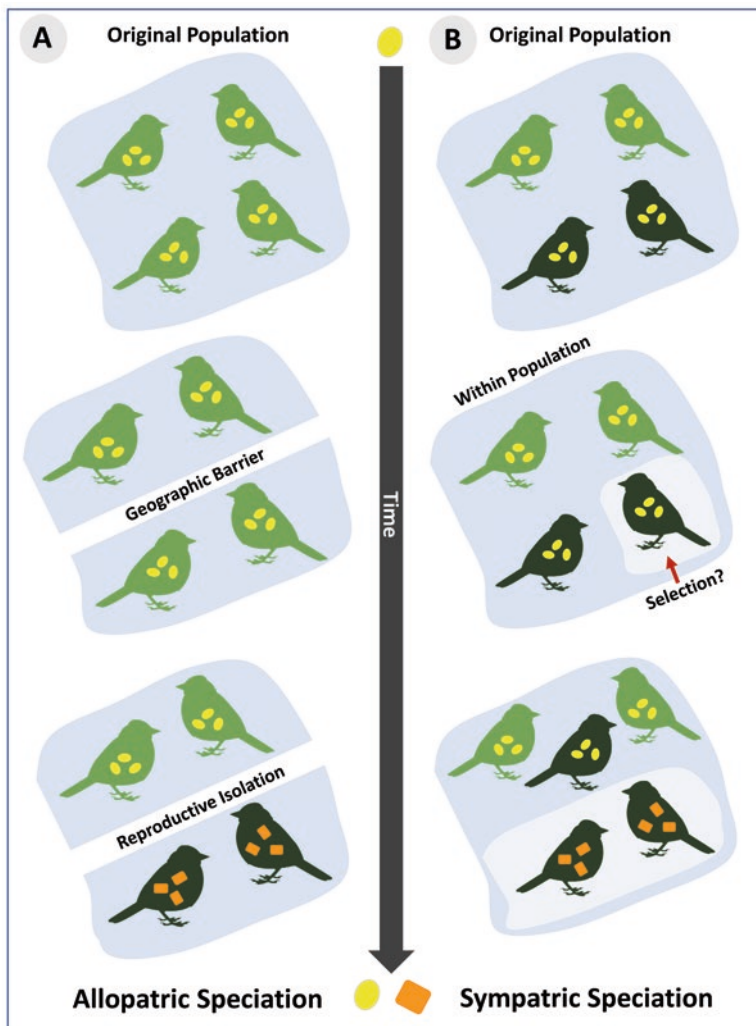 A
Original Population
B
Original Population
Geographic Barrier
Time
Within Population
Selection?
Reproductive Isolation
Allopatric Speciation
Sympatric Speciation